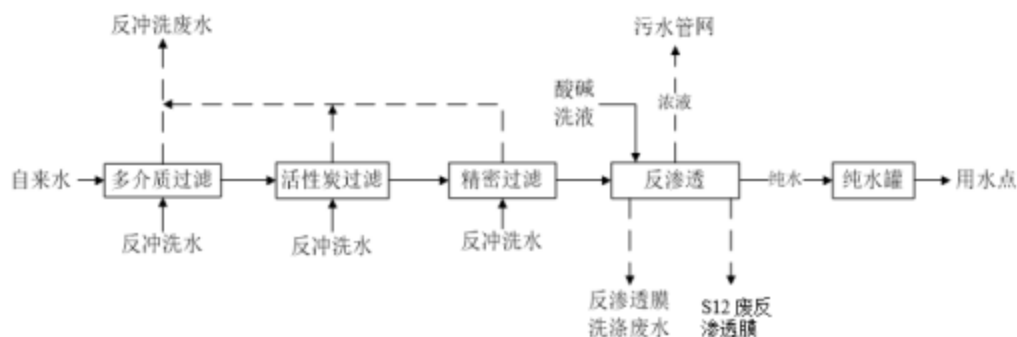 反冲洗废水
污水管网
酸碱
洗液
浓液
自来水
多介质过滤
活性炭过滤
精密过滤
反渗透
纯水
纯水罐
用水点
反冲洗水
反冲洗水
反冲洗水
反渗透膜
洗涤废水
S12 废反
渗透膜